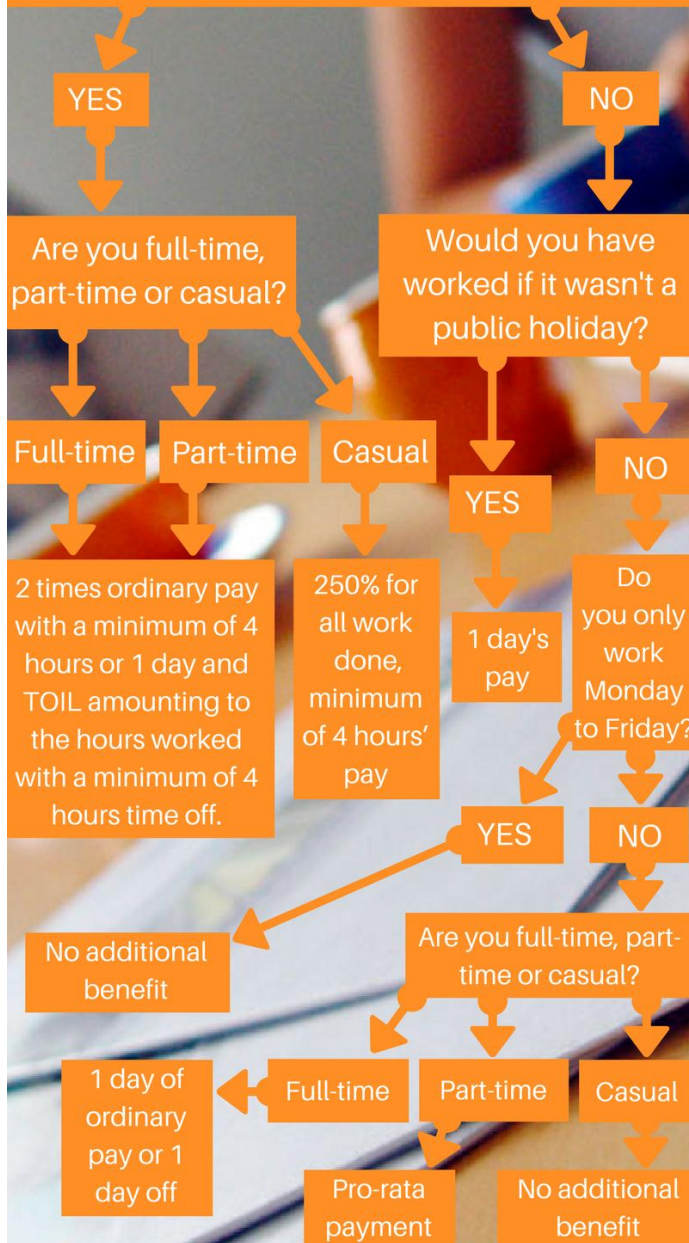 YES
NO
Are you full-time,
part-time or casual?
Would you have
worked if it wasn't a
public holiday?
Full-time
Part-time
Casual
YES
NO
2 times ordinary pay
with a minimum of 4
hours or 1 day and
TOIL amounting to
the hours worked
with a minimum of 4
hours time off.
250% for
all work
done,
minimum
of 4 hours’
pay
1 day's
pay
Do
you only
work
Monday
to Friday?
YES
NO
No additional
benefit
Are you full-time, part-
time or casual?
Full-time
Part-time
Casual
1 day of
ordinary
pay or 1
day off
Pro-rata
payment
No additional
benefit